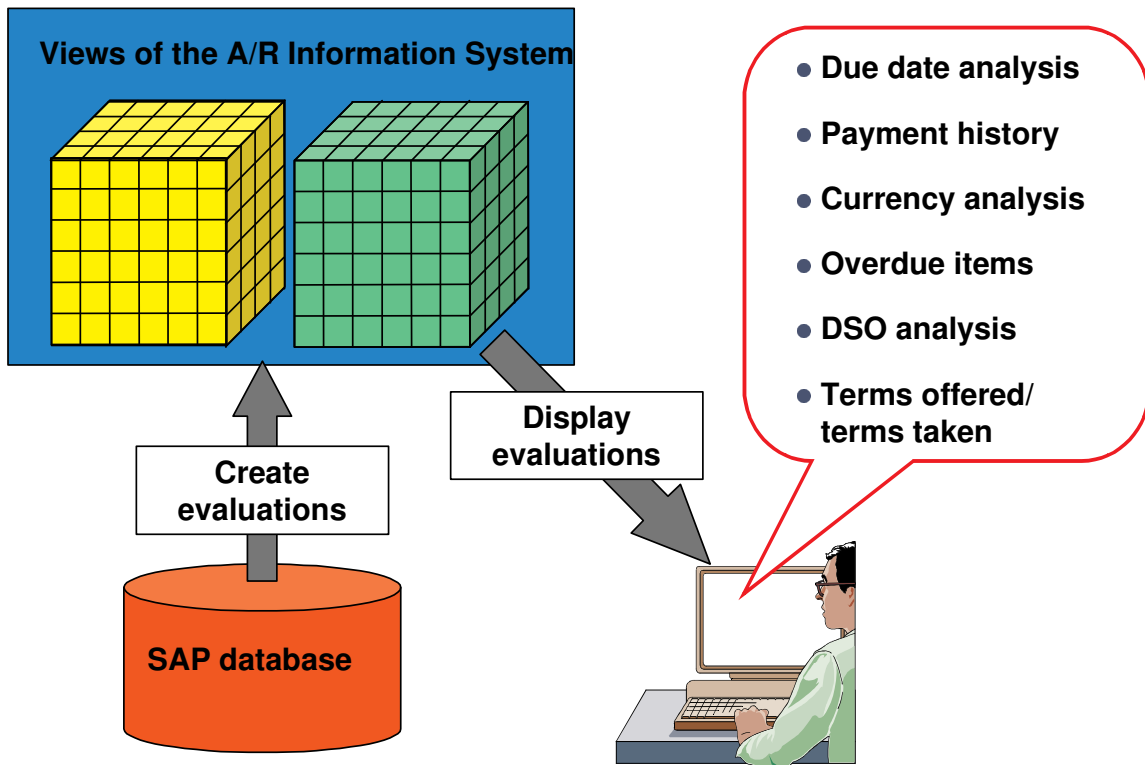 Views of the A/R Information System
Create
evaluations
SAP database
Display
evaluations
Due date analysis
Payment history
Currency analysis
Overdue items
DSO analysis
Terms offered/
terms taken